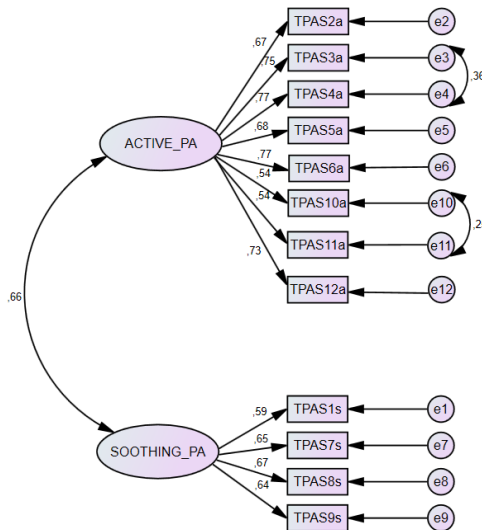 TPAS2a e2
,67
TPAS3a e3
,75
,36
TPAS4a e4
,77
TPAS5a e5
,68
ACTIVE_PA
TPAS6a e6
,77
,54
TPAS10a e10
,54
,2
TPAS11a e11
,73
TPAS12a e12
,66
TPAS1s e1
,59
TPAS7s e7
,65
SOOTHING_PA
,67
TPAS8s e8
,64
TPAS9s e9